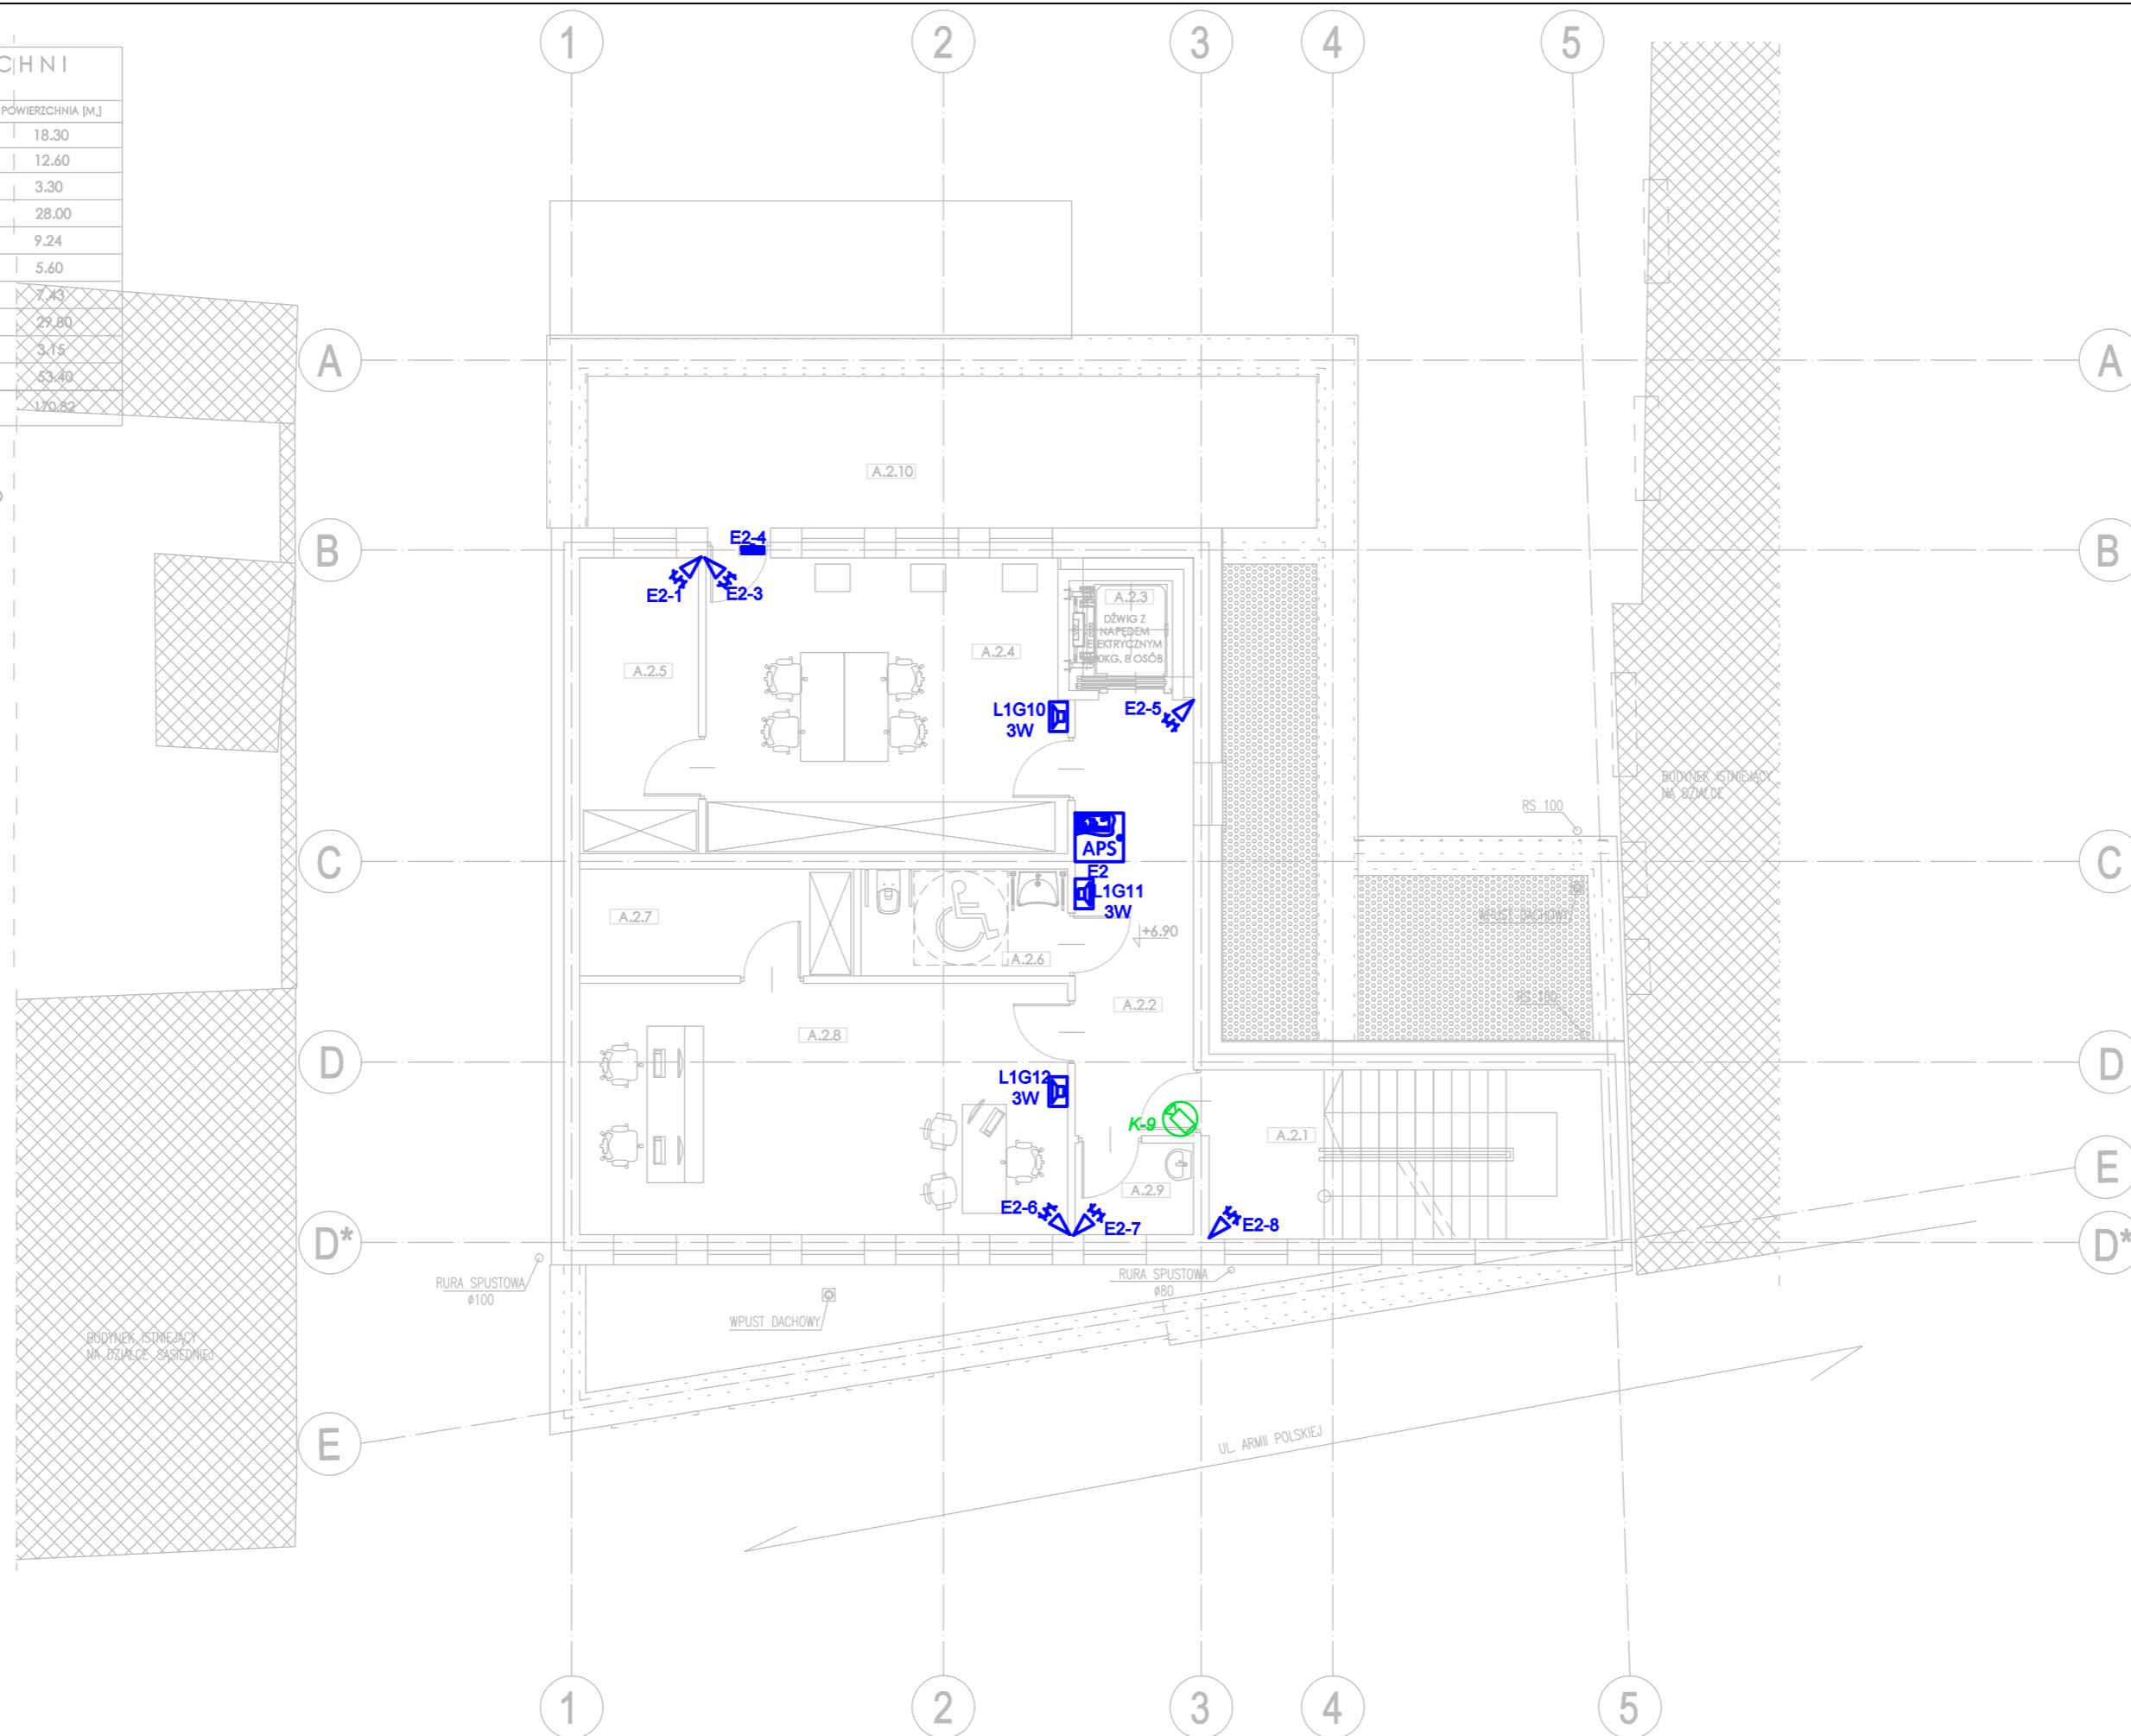 1
2
3
4
5
CHNI
POWIERZCHNIA [M,]
18.30
12.60
3.30
28.00
9.24
5.60
7.43
29.80
3.15
53.40
170.82
A
A
A.2.10
B
E2-4
B
E2-1
E2-3
A.2.3
DŹWIG Z
NAPĘDEM
ELEKTRYCZNYM
KG, 8 OSÓB
A.2.4
A.2.5
L1G10
3W
E2-5
BUDYNEK ISTNIEJĄCY
NA DZIAŁCE
RS 100
APS
C
C
E2
L1G11
3W
A.2.7
WPUST DACHOWY
+6.90
A.2.6
RS 100
A.2.2
A.2.8
D
D
L1G12
3W
K-9
A.2.1
E
A.2.9
E2-6
E2-7
E2-8
D*
D*
RURA SPUSTOWA
ø100
RURA SPUSTOWA
ø80
WPUST DACHOWY
BUDYNEK ISTNIEJĄCY
NA DZIAŁCE SĄSIEDNIEJ
E
UL. ARMII POLSKIEJ
1
2
3
4
5